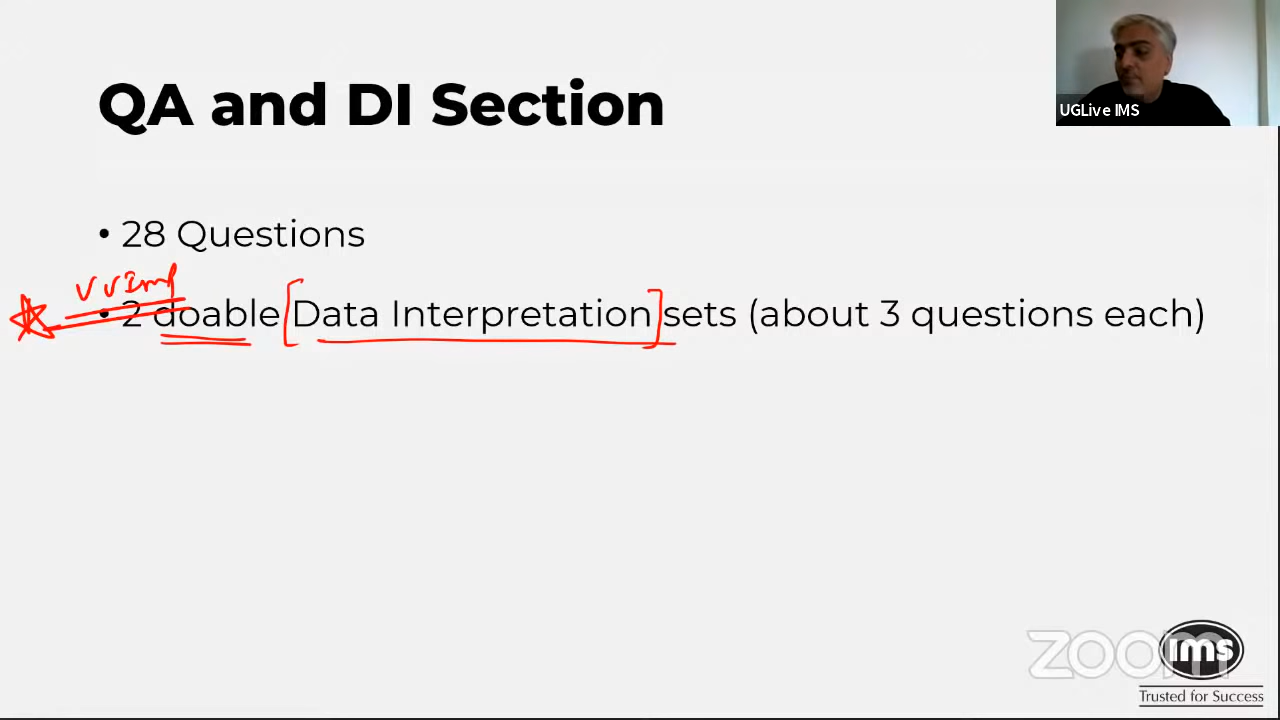 UGLive IMS
QA and DI Section
• 28 Questions
V V Imp
• 2 doable [Data Interpretation] sets (about 3 questions each)
zoom
ims
Trusted for Success